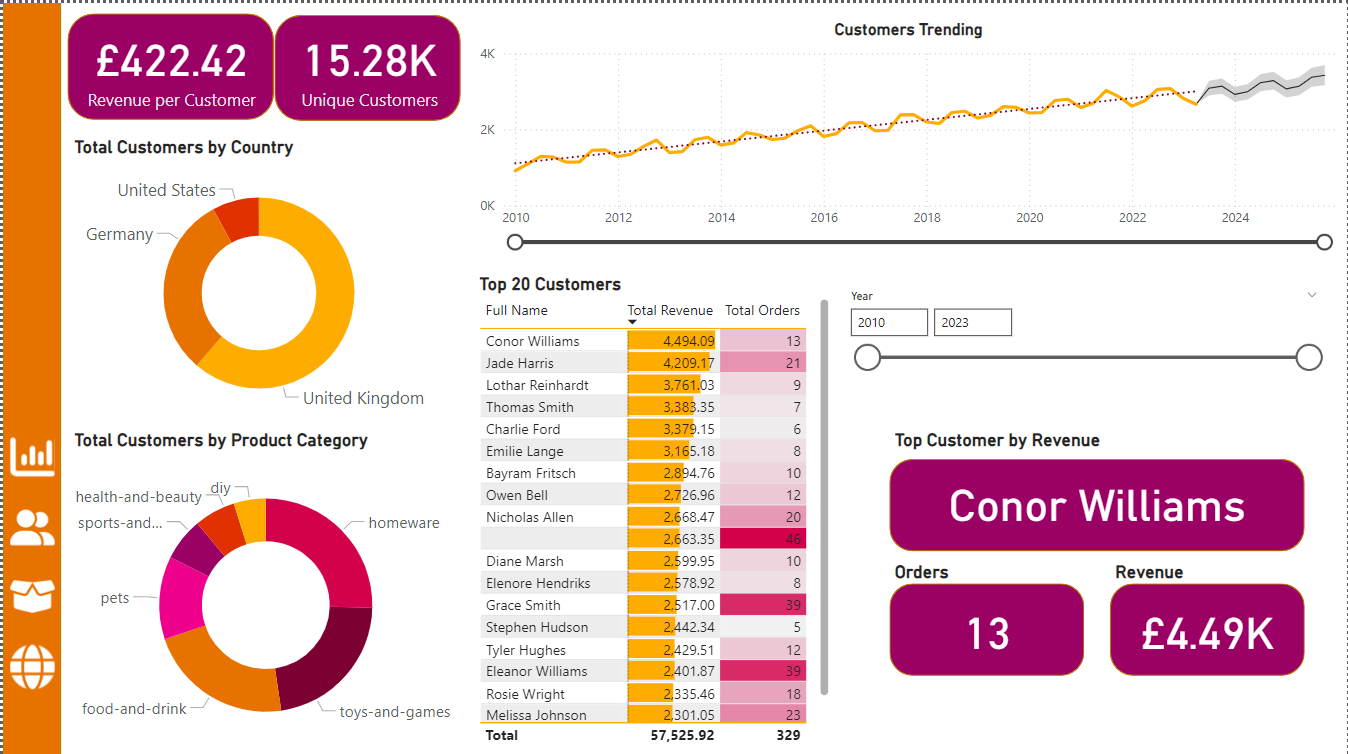 £422.42
Revenue per Customer
15.28K
Unique Customers
Customers Trending
4K
2K
0K
2010 2012 2014 2016 2018 2020 2022 2024
Total Customers by Country
United States
Germany
United Kingdom
Total Customers by Product Category
diy
health-and-beauty
sports-and...
homeware
pets
food-and-drink
toys-and-games
Top 20 Customers
Full Name Total Revenue Total Orders
Conor Williams 4,494.09 13
Jade Harris 4,209.17 21
Lothar Reinhardt 3,761.03 9
Thomas Smith 3,383.35 7
Charlie Ford 3,379.15 6
Emilie Lange 3,165.18 8
Bayram Fritsch 2,894.76 10
Owen Bell 2,726.96 12
Nicholas Allen 2,668.47 20
2,663.35 46
Diane Marsh 2,599.95 10
Elenore Hendriks 2,578.92 8
Grace Smith 2,517.00 39
Stephen Hudson 2,442.34 5
Tyler Hughes 2,429.51 12
Eleanor Williams 2,401.87 39
Rosie Wright 2,335.46 18
Melissa Johnson 2,301.05 23
Total 57,525.92 329
Year
2010 2023
Top Customer by Revenue
Conor Williams
Orders
13
Revenue
£4.49K